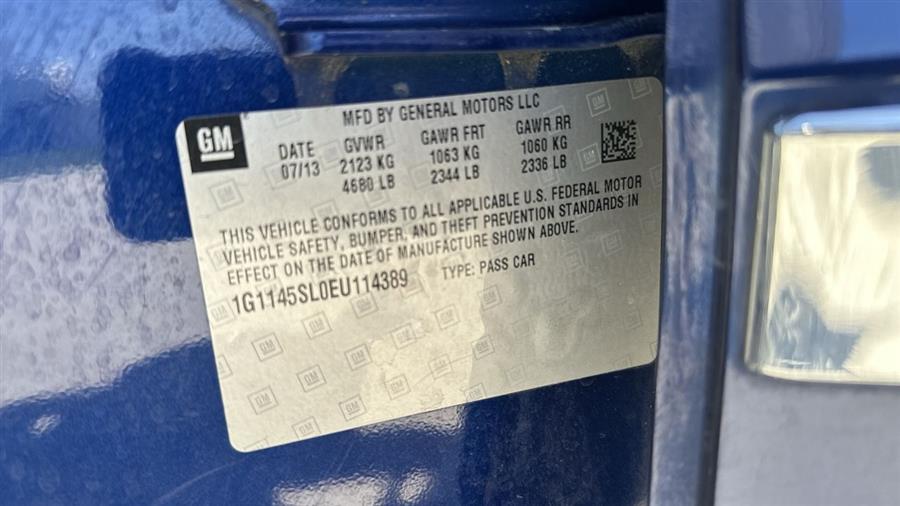 MFD BY GENERAL MOTORS LLC
GM
DATE GVWR GAWR FRT GAWR RR
07/13 2123 KG 1063 KG 1060 KG
4680 LB 2344 LB 2336 LB
THIS VEHICLE CONFORMS TO ALL APPLICABLE U.S. FEDERAL MOTOR
VEHICLE SAFETY, BUMPER, AND THEFT PREVENTION STANDARDS IN
EFFECT ON THE DATE OF MANUFACTURE SHOWN ABOVE.
1G1145SL0EU114389 TYPE: PASS CAR